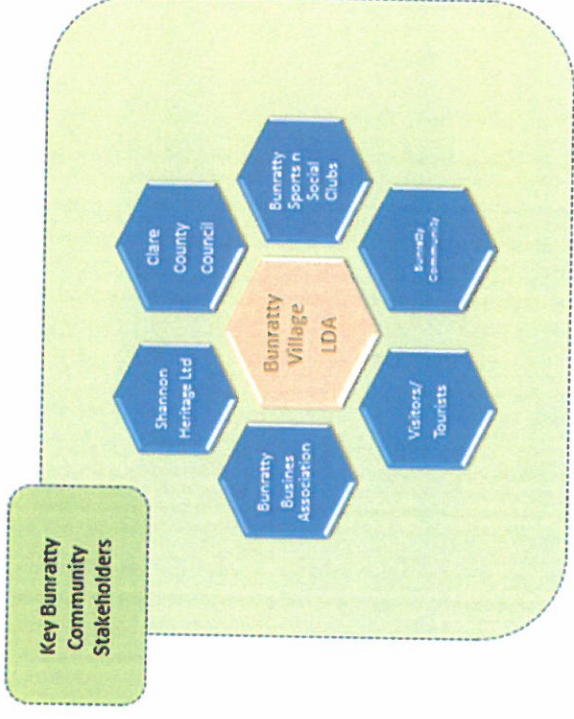 Key Bunratty
Community
Stakeholders
Shannon
Heritage Ltd
Clare
County
Council
Bunratty
Busines
Association
Bunratty
Village
LDA
Bunratty
Sports n
Social
Clubs
Visitors/
Tourists
Bunratty
Community